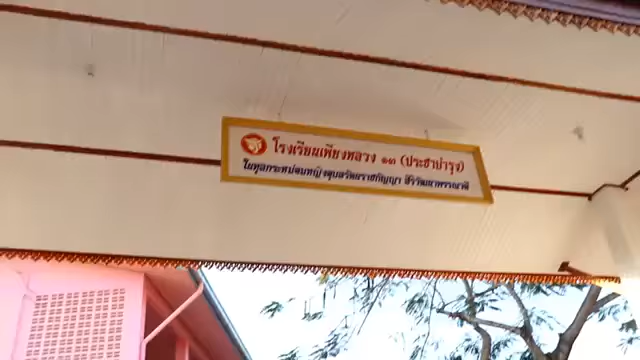 โรงเรียนเพียงหลวง ๑๓ (ประชาบำรุง)
ในทูลกระหม่อมหญิงอุบลรัตนราชกัญญา สิริวัฒนาพรรณวดี